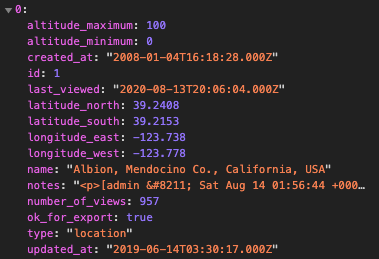 0:
altitude_maximum: 100
altitude_minimum: 0
created_at: "2008-01-04T16:18:28.000Z"
id: 1
last_viewed: "2020-08-13T20:06:04.000Z"
latitude_north: 39.2408
latitude_south: 39.2153
longitude_east: -123.738
longitude_west: -123.778
name: "Albion, Mendocino Co., California, USA"
notes: "<p>[admin &#8211; Sat Aug 14 01:56:44 +000…
number_of_views: 957
ok_for_export: true
type: "location"
updated_at: "2019-06-14T03:30:17.000Z"